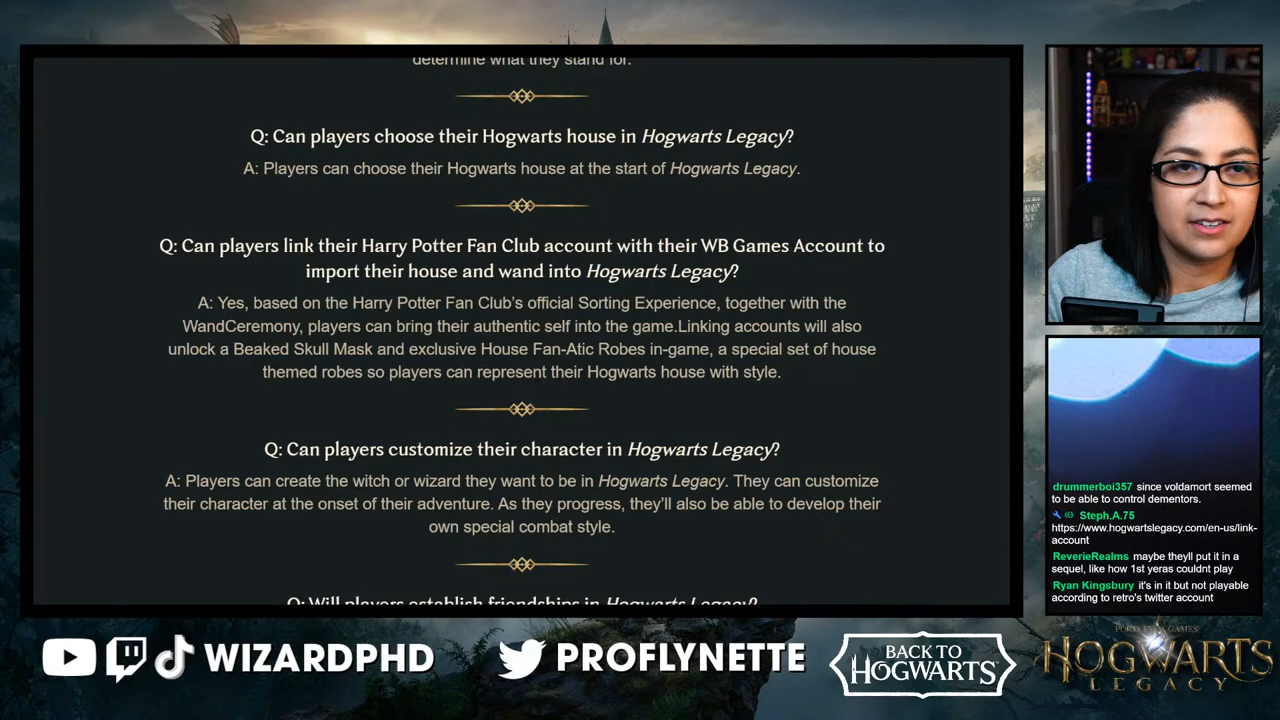 determine what they stand for.
Q: Can players choose their Hogwarts house in Hogwarts Legacy?
A: Players can choose their Hogwarts house at the start of Hogwarts Legacy.
Q: Can players link their Harry Potter Fan Club account with their WB Games Account to
import their house and wand into Hogwarts Legacy?
A: Yes, based on the Harry Potter Fan Club's official Sorting Experience, together with the
WandCeremony, players can bring their authentic self into the game.Linking accounts will also
unlock a Beaked Skull Mask and exclusive House Fan-Atic Robes in-game, a special set of house
themed robes so players can represent their Hogwarts house with style.
Q: Can players customize their character in Hogwarts Legacy?
A: Players can create the witch or wizard they want to be in Hogwarts Legacy. They can customize
their character at the onset of their adventure. As they progress, they'll also be able to develop their
own special combat style.
Q: Will players establish friendships in Hogwarts Legacy?
drummerboi357 since voldamort seemed
to be able to control dementors.
Steph.A.75
https://www.hogwartslegacy.com/en-us/link-
account
ReverieRealms maybe theyll put it in a
sequel, like how 1st yeras couldnt play
Ryan Kingsbury it's in it but not playable
according to retro's twitter account
WIZARDPHD
PROFLYNETTE
BACK TO
HOGWARTS
PORTKEY GAMES
HOGWARTS
LEGACY